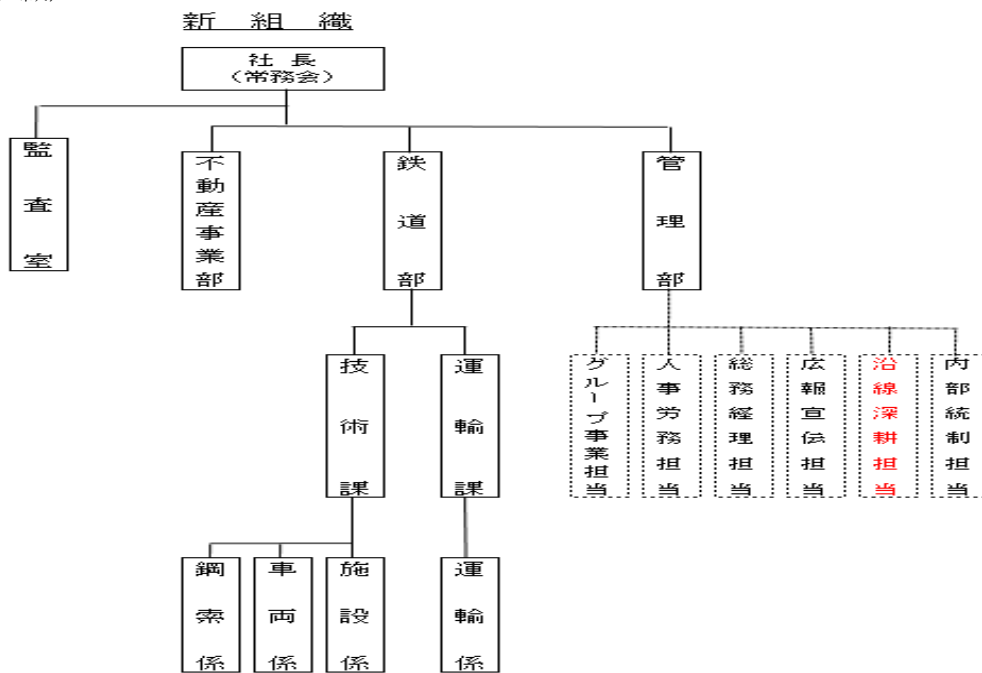 新組織
社長
(常務会)
監査室
不動産事業部
鉄道部
管理部
技術課
運輸課
グループ事業担当
人事労務担当
総務経理担当
広報宣伝担当
沿線深耕担当
内部統制担当
鋼索係
車両係
施設係
運輸係